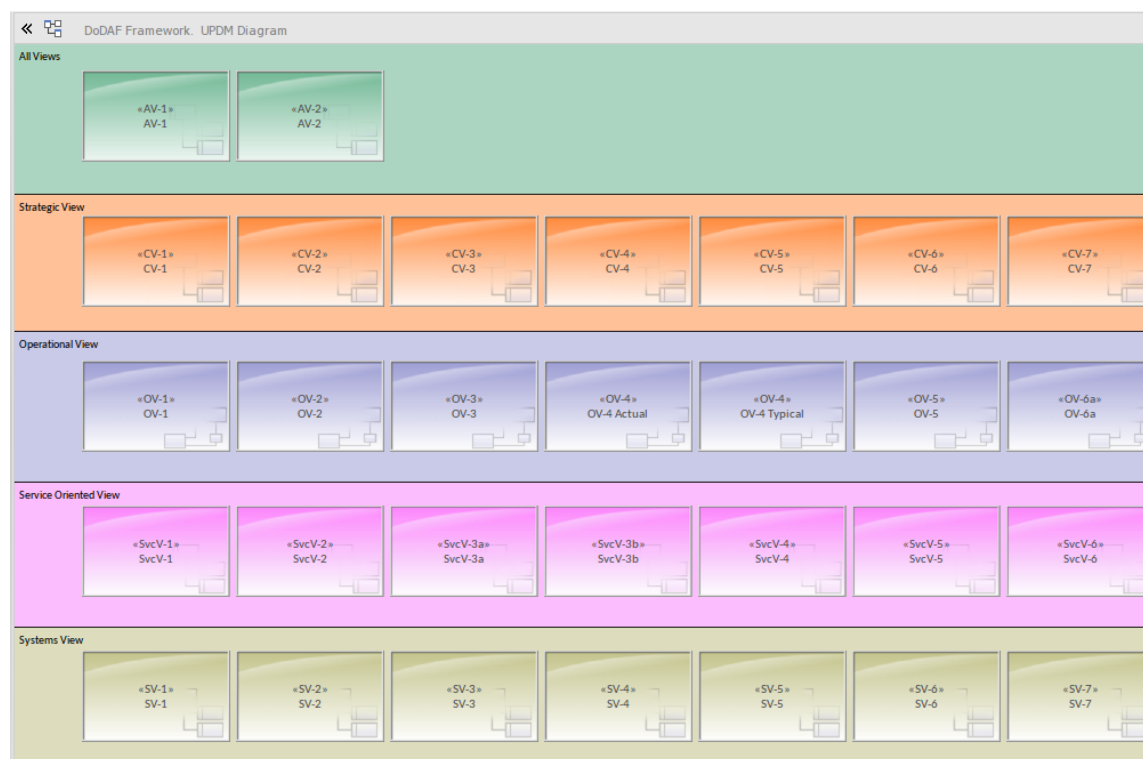 « DoDAF Framework. UPDM Diagram
All Views
«AV-1» «AV-2»
AV-1 AV-2
Strategic View
«CV-1» «CV-2» «CV-3» «CV-4» «CV-5» «CV-6» «CV-7»
CV-1 CV-2 CV-3 CV-4 CV-5 CV-6 CV-7
Operational View
«OV-1» «OV-2» «OV-3» «OV-4» «OV-4» «OV-5» «OV-6a»
OV-1 OV-2 OV-3 OV-4 Actual OV-4 Typical OV-5 OV-6a
Service Oriented View
«SvcV-1» «SvcV-2» «SvcV-3a» «SvcV-3b» «SvcV-4» «SvcV-5» «SvcV-6»
SvcV-1 SvcV-2 SvcV-3a SvcV-3b SvcV-4 SvcV-5 SvcV-6
Systems View
«SV-1» «SV-2» «SV-3» «SV-4» «SV-5» «SV-6» «SV-7»
SV-1 SV-2 SV-3 SV-4 SV-5 SV-6 SV-7